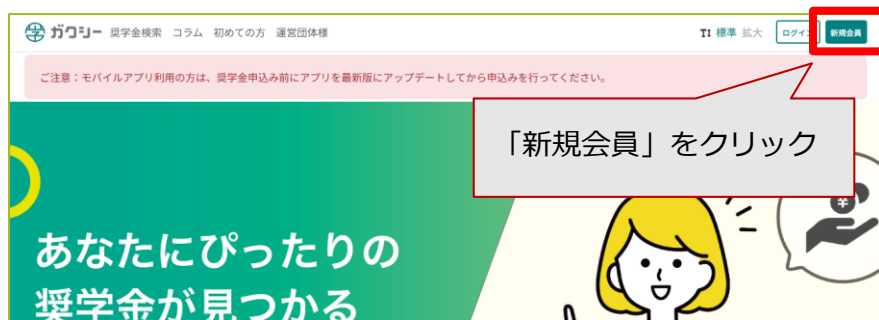 ガクシー 奨学金検索 コラム 初めての方 運営団体様 TI 標準 拡大 ログイン 新規会員
ご注意：モバイルアプリ利用の方は、奨学金申込み前にアプリを最新版にアップデートしてから申込みを行ってください。
「新規会員」をクリック
あなたにぴったりの
奨学金が見つかる